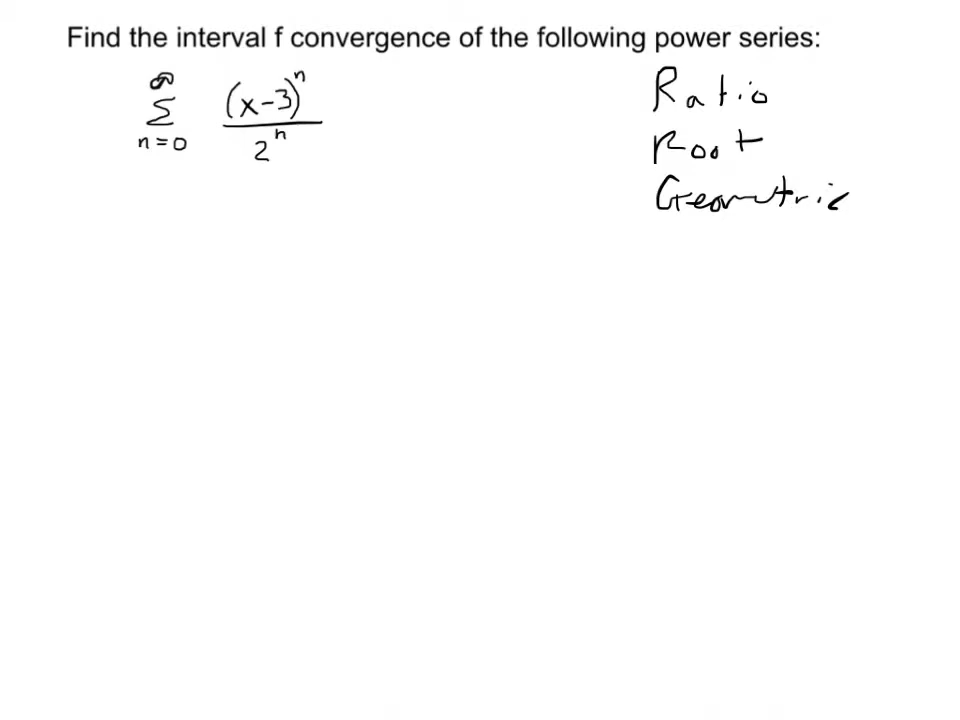 Find the interval f convergence of the following power series:
∞
Σ (x-3)^n / 2^n
n=0
Ratio
Root
Geometric